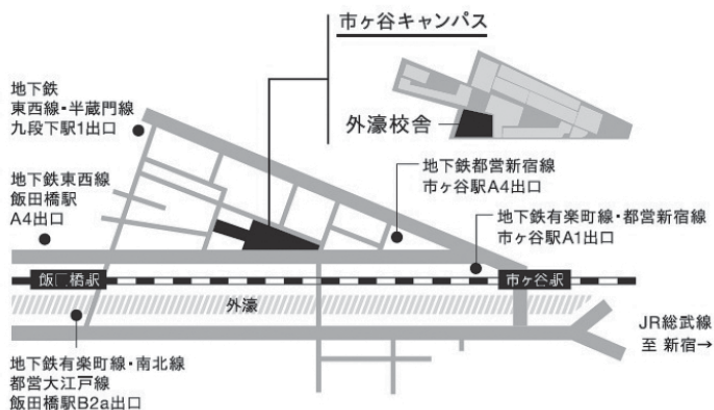 市ヶ谷キャンパス
外濠校舎
地下鉄
東西線・半蔵門線
九段下駅1出口
地下鉄東西線
飯田橋駅
A4出口
地下鉄都営新宿線
市ヶ谷駅A4出口
地下鉄有楽町線・都営新宿線
市ヶ谷駅A1出口
飯田橋駅
市ヶ谷駅
外濠
JR総武線
至 新宿→
地下鉄有楽町線・南北線
都営大江戸線
飯田橋駅B2a出口